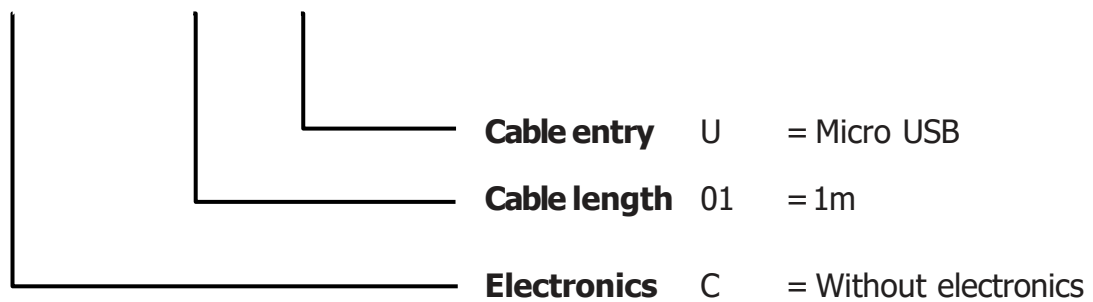 Cable entry U = Micro USB
Cable length 01 = 1m
Electronics C = Without electronics